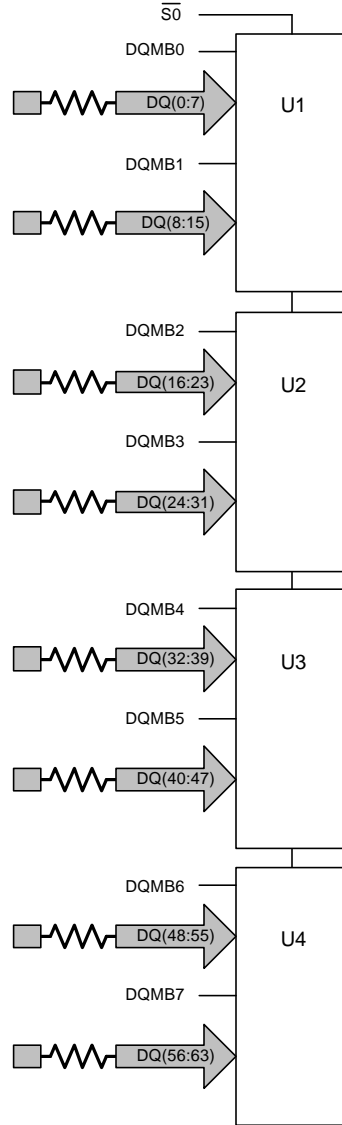 S0
DQMB0
DQ(0:7)
U1
DQMB1
DQ(8:15)
DQMB2
DQ(16:23)
U2
DQMB3
DQ(24:31)
DQMB4
DQ(32:39)
U3
DQMB5
DQ(40:47)
DQMB6
DQ(48:55)
U4
DQMB7
DQ(56:63)